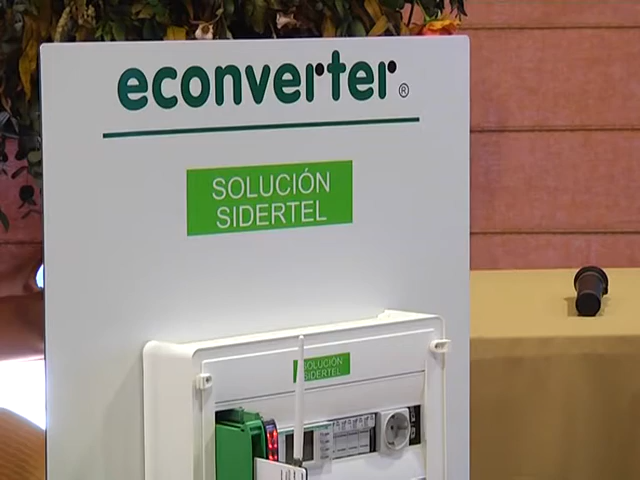 econverter®
SOLUCIÓN
SIDERTEL
SOLUCIÓN
SIDERTEL